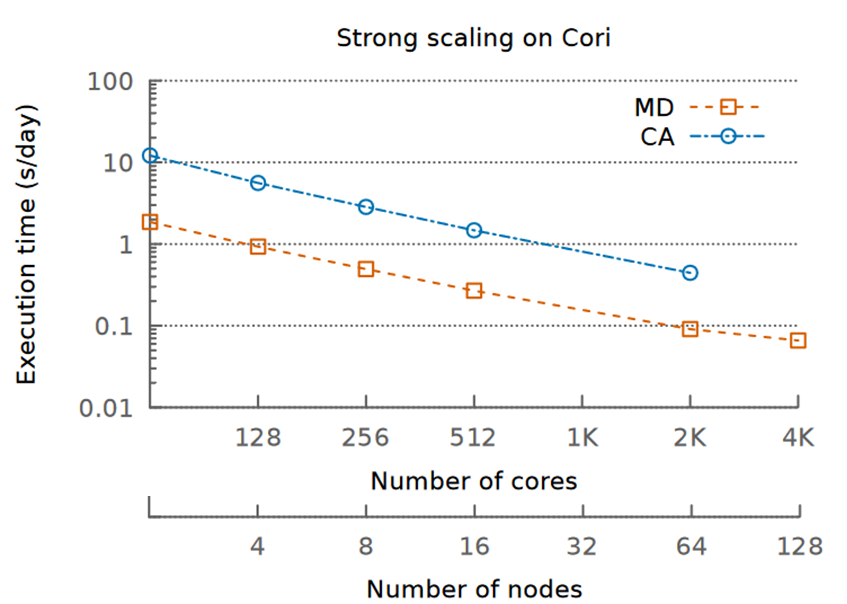 Strong scaling on Cori
Execution time (s/day)
100
10
1
0.1
0.01
MD
CA
128 256 512 1K 2K 4K
Number of cores
4 8 16 32 64 128
Number of nodes